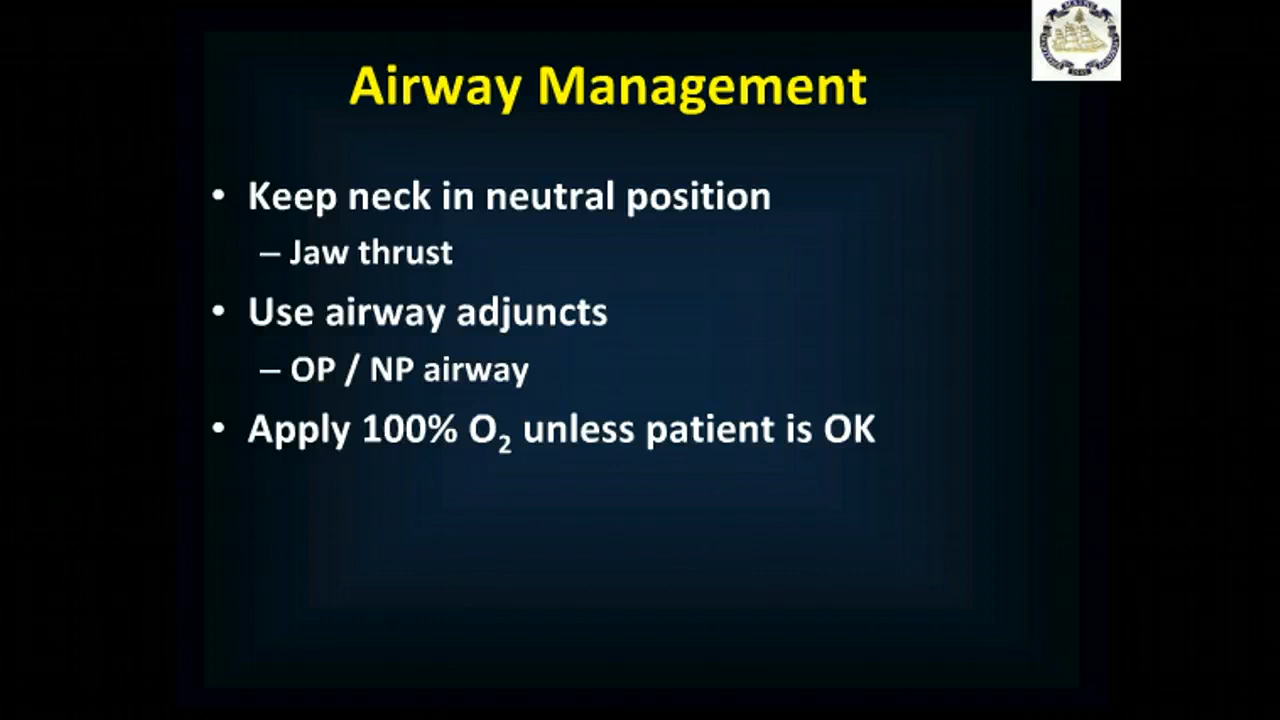 Airway Management
• Keep neck in neutral position
– Jaw thrust
• Use airway adjuncts
– OP / NP airway
• Apply 100% O₂ unless patient is OK